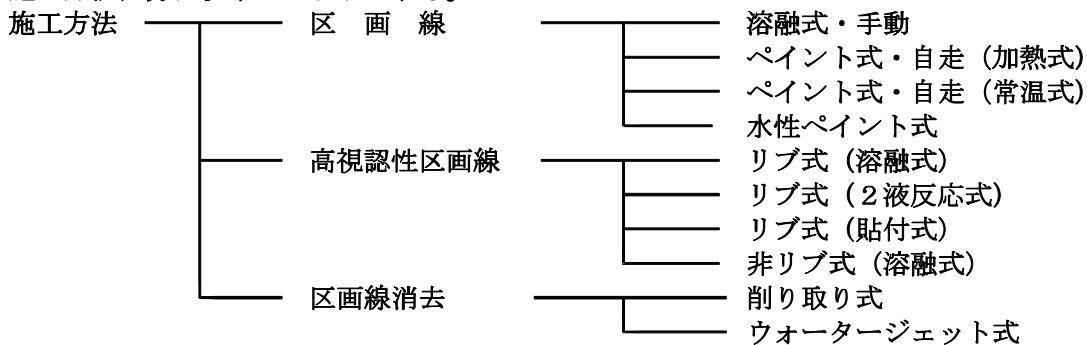 施工方法 区画線 溶融式・手動
ペイント式・自走（加熱式）
ペイント式・自走（常温式）
水性ペイント式
高視認性区画線 リブ式（溶融式）
リブ式（２液反応式）
リブ式（貼付式）
非リブ式（溶融式）
区画線消去 削り取り式
ウォータージェット式